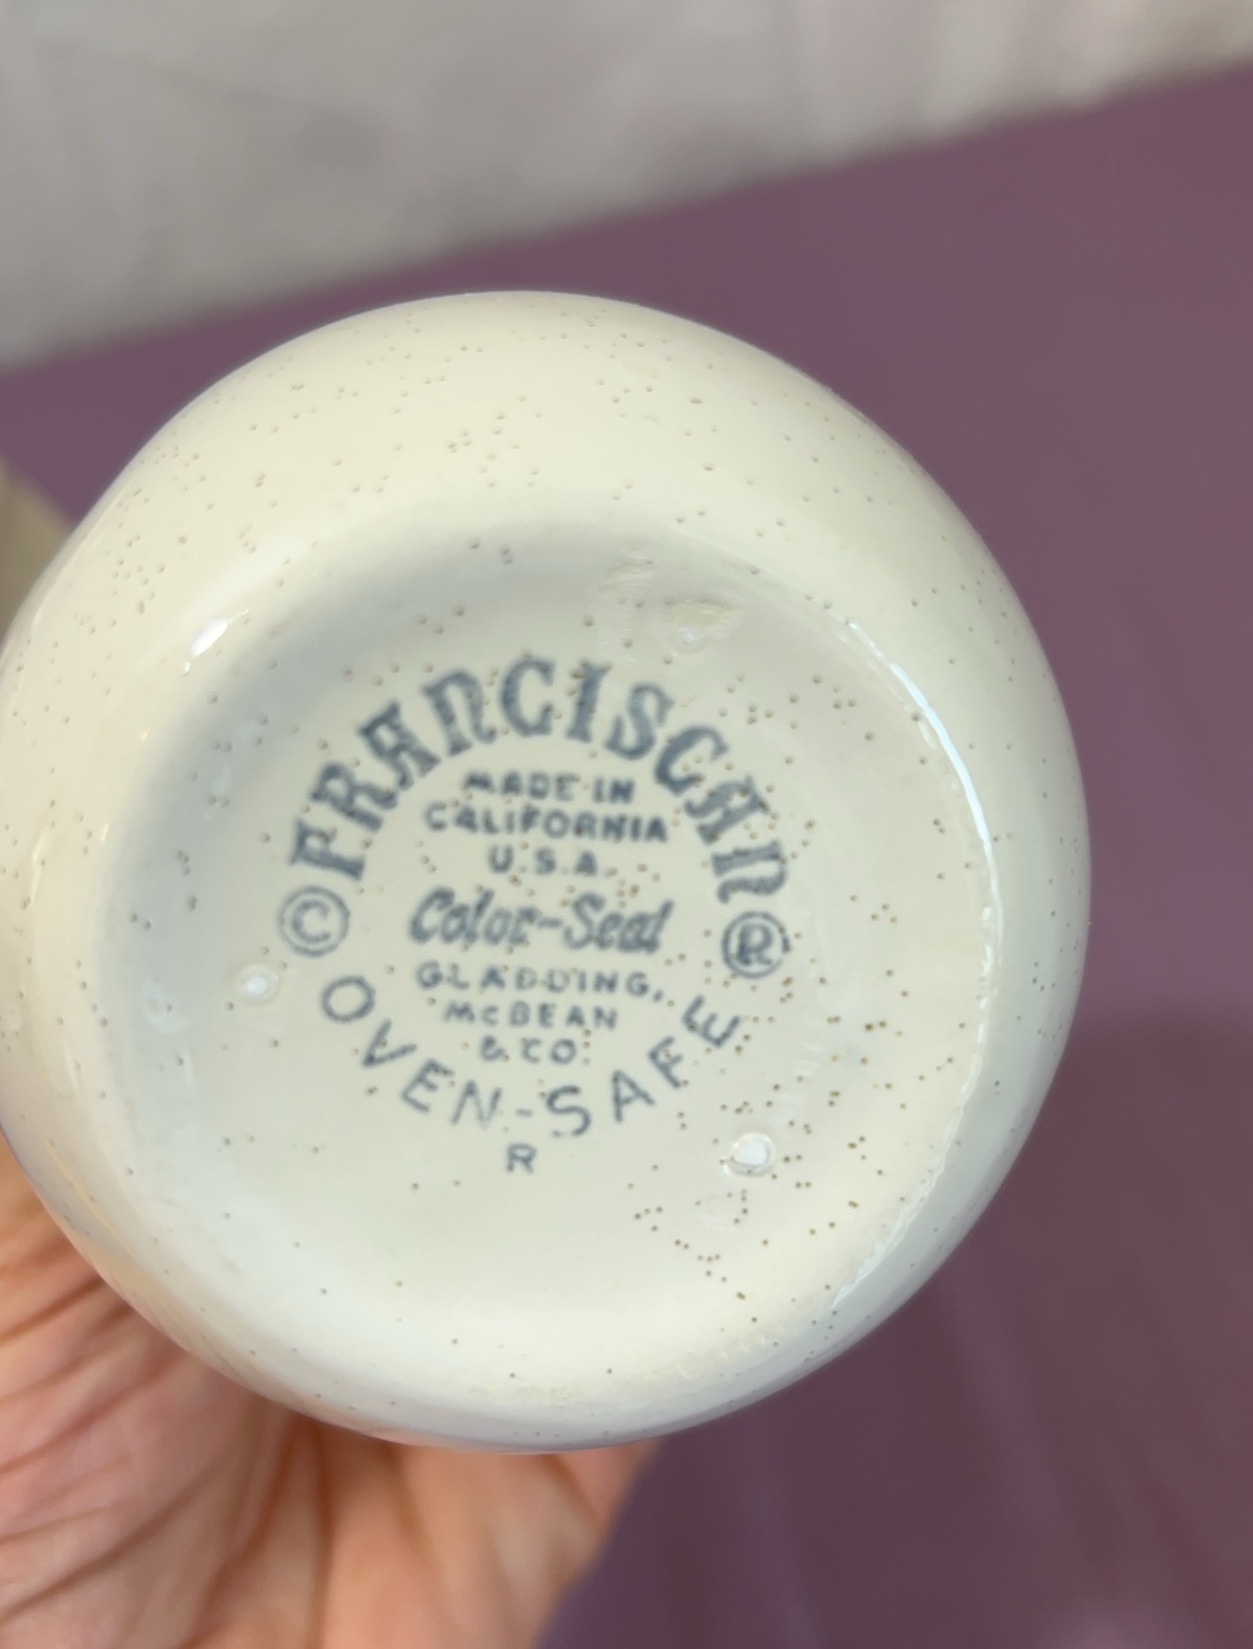 © FRANCISCAN ®
MADE IN
CALIFORNIA
U.S.A.
Color-Seal
GLADDING,
McBEAN
& CO.
OVEN-SAFE
R